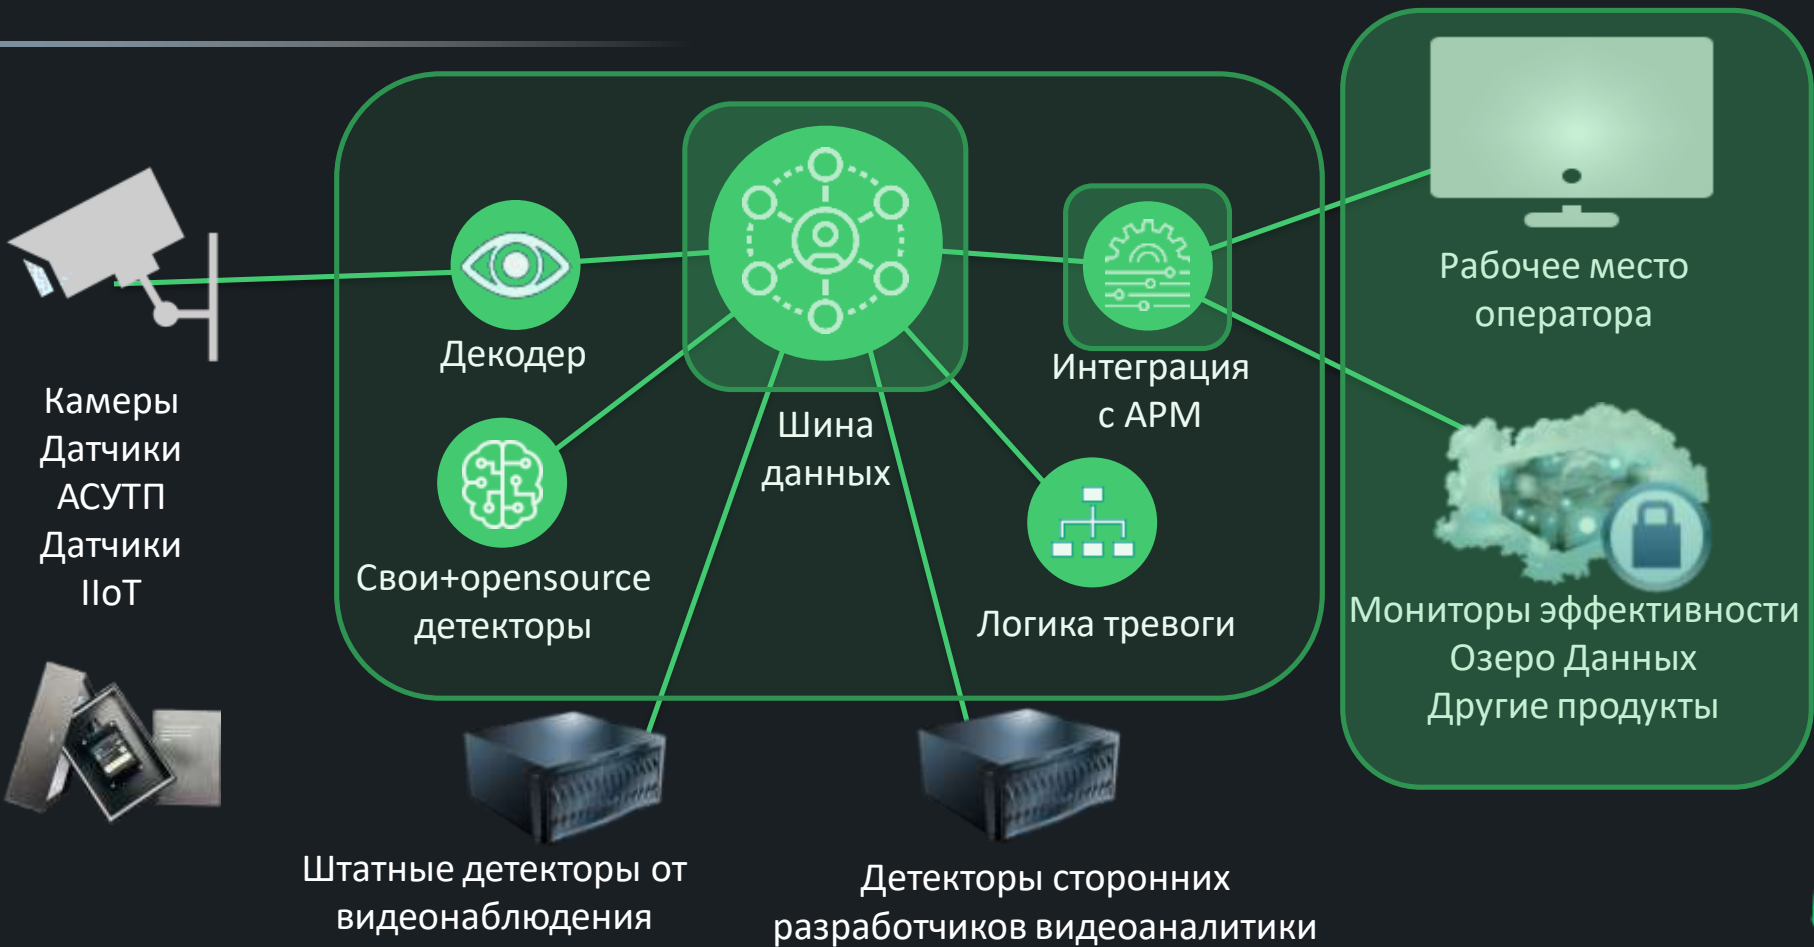 Камеры
Датчики
АСУТП
Датчики
IIoT
Декодер
Свои+opensource
детекторы
Шина
данных
Интеграция
с АРМ
Логика тревоги
Рабочее место
оператора
Мониторы эффективности
Озеро Данных
Другие продукты
Штатные детекторы от
видеонаблюдения
Детекторы сторонних
разработчиков видеоаналитики